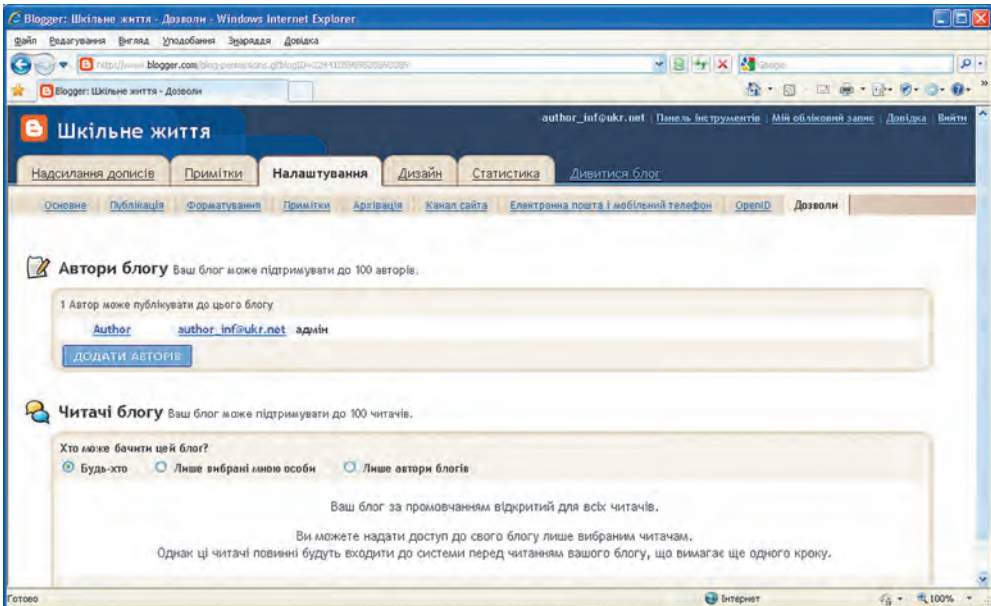 Blogger: Шкільне життя - Дозволи - Windows Internet Explorer
Файл Редагування Вигляд Уподобання Знаряддя Довідка
Google
Blogger: Шкільне життя - Дозволи
author_inf@ukr.net | Панель інструментів | Мій обліковий запис | Довідка | Вийти
Шкільне життя
Надсилання дописів Примітки Налаштування Дизайн Статистика Дивитися блог
Основне Публікація Форматування Примітки Архівація Канал сайта Електронна пошта і мобільний телефон OpenID Дозволи
Автори блогу Ваш блог може підтримувати до 100 авторів.
1 Автор може публікувати до цього блогу
Author author_inf@ukr.net адмін
ДОДАТИ АВТОРІВ
Читачі блогу Ваш блог може підтримувати до 100 читачів.
Хто може бачити цей блог?
Будь-хто Лише вибрані мною особи Лише автори блогів
Ваш блог за промовчанням відкритий для всіх читачів.
Ви можете надати доступ до свого блогу лише вибраним читачам.
Однак ці читачі повинні будуть входити до системи перед читанням вашого блогу, що вимагає ще одного кроку.
Готово Інтернет 100%